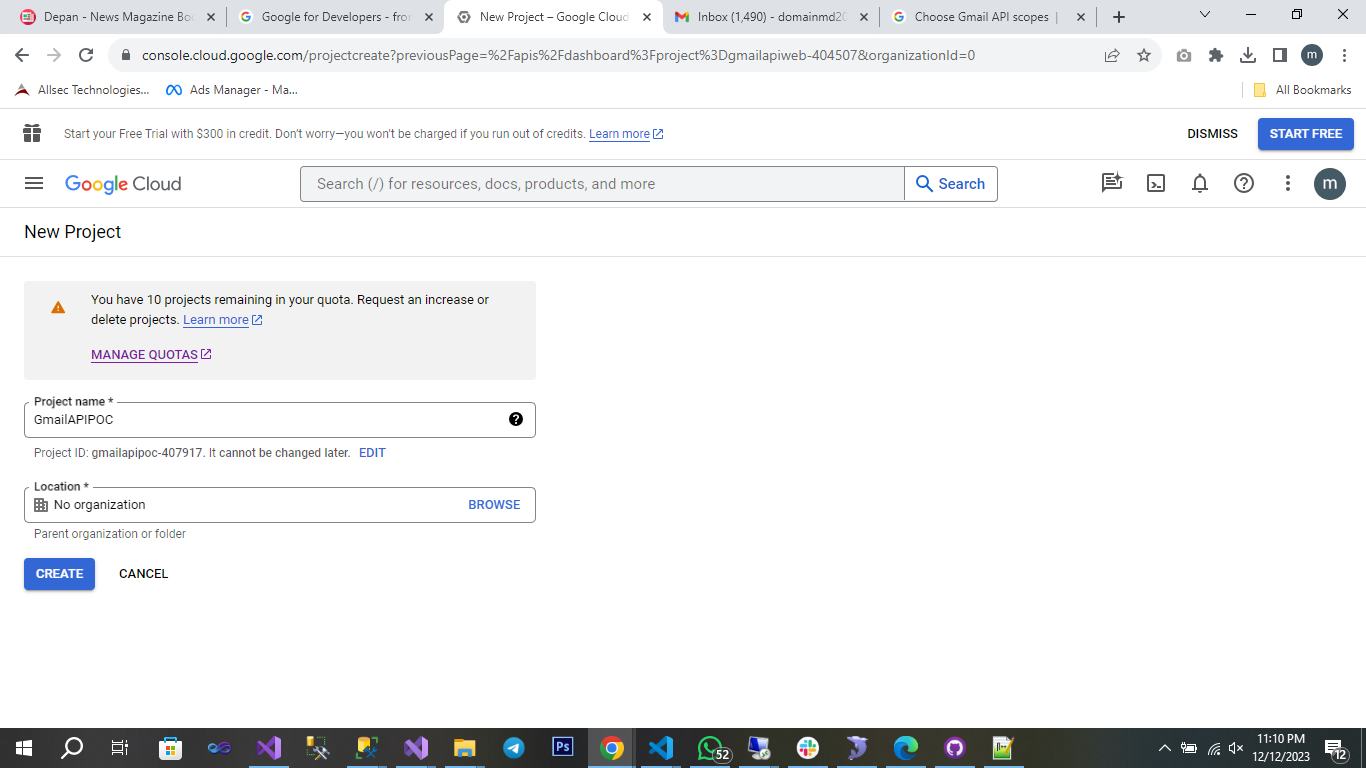 Depan - News Magazine Bo
Google for Developers - fro
New Project – Google Cloud
Inbox (1,490) - domainmd20
Choose Gmail API scopes |
console.cloud.google.com/projectcreate?previousPage=%2Fapis%2Fdashboard%3Fproject%3Dgmailapiweb-404507&organizationId=0
m
Allsec Technologies...
Ads Manager - Ma...
All Bookmarks
Start your Free Trial with $300 in credit. Don't worry—you won't be charged if you run out of credits. Learn more
DISMISS
START FREE
Google Cloud
Search (/) for resources, docs, products, and more
Search
m
New Project
You have 10 projects remaining in your quota. Request an increase or
delete projects. Learn more
MANAGE QUOTAS
Project name *
GmailAPIPOC
Project ID: gmailapipoc-407917. It cannot be changed later. EDIT
Location *
No organization
BROWSE
Parent organization or folder
CREATE
CANCEL
Ps
52
11:10 PM
12/12/2023
12